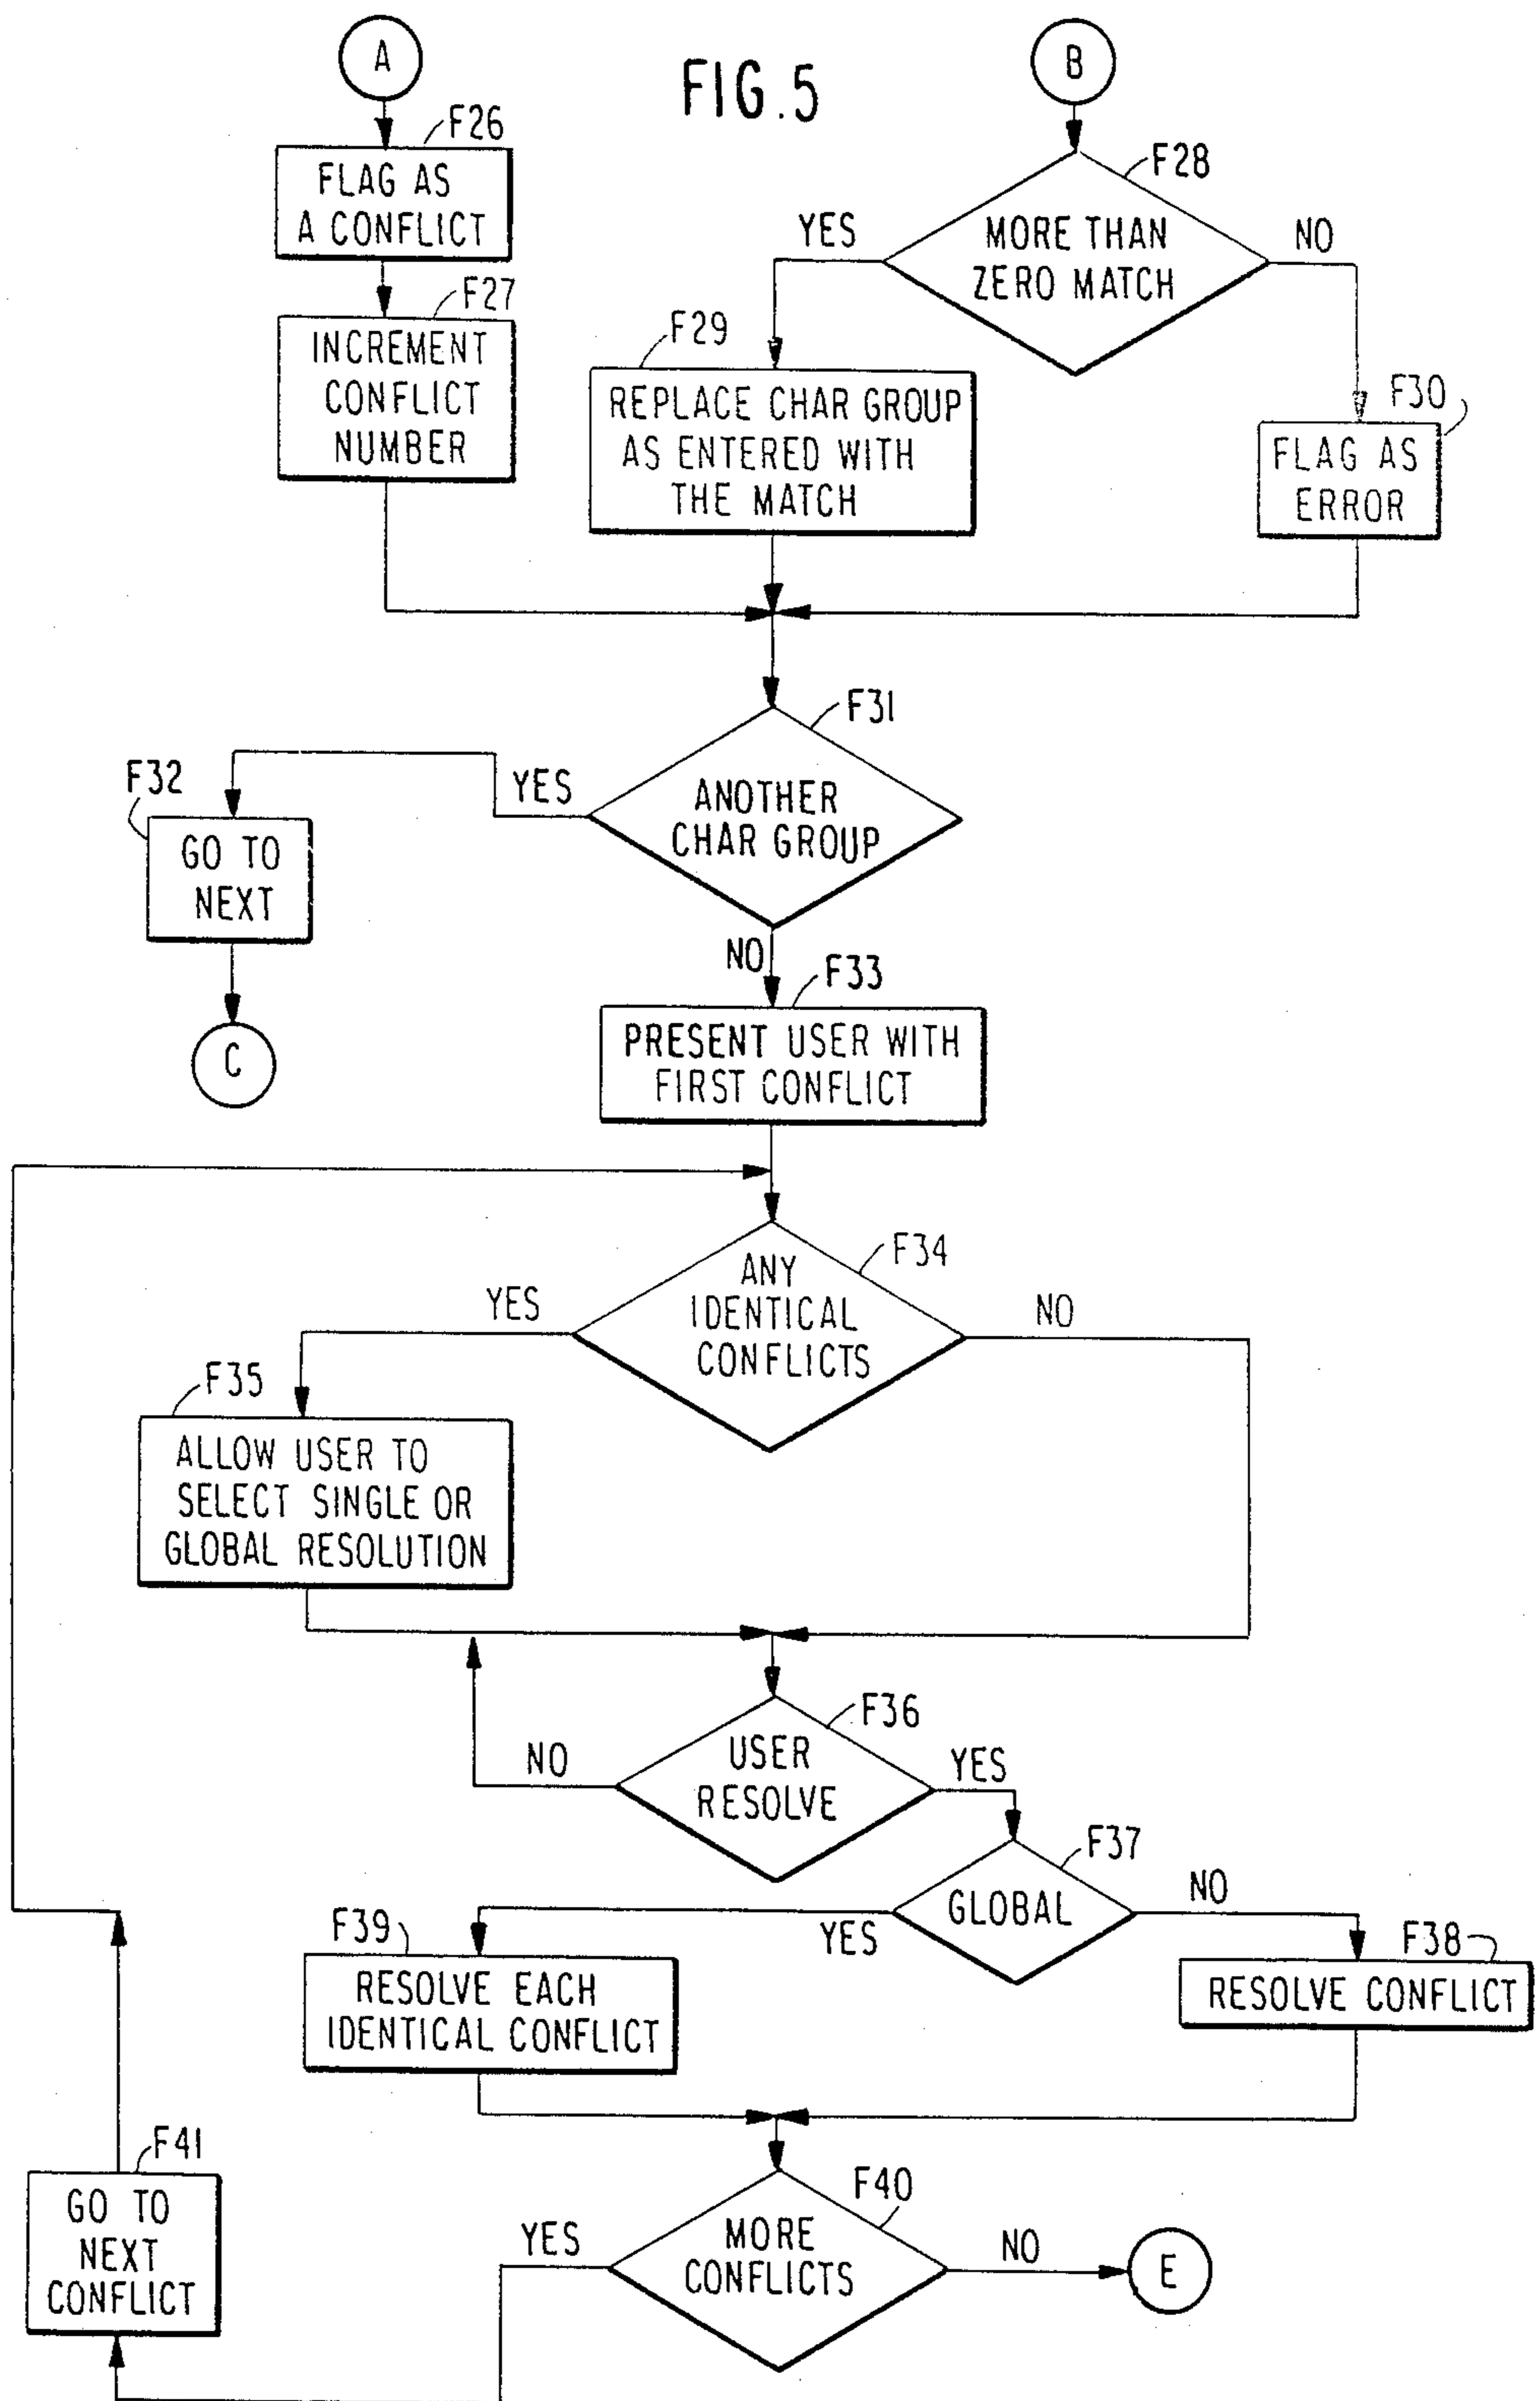 A
FIG.5
B
F26
FLAG AS
A CONFLICT
F28
YES
MORE THAN
ZERO MATCH
NO
F27
INCREMENT
CONFLICT
NUMBER
F29
REPLACE CHAR GROUP
AS ENTERED WITH
THE MATCH
F30
FLAG AS
ERROR
F31
YES
ANOTHER
CHAR GROUP
F32
GO TO
NEXT
C
NO
F33
PRESENT USER WITH
FIRST CONFLICT
F34
YES
ANY
IDENTICAL
CONFLICTS
NO
F35
ALLOW USER TO
SELECT SINGLE OR
GLOBAL RESOLUTION
F36
NO
USER
RESOLVE
YES
F37
GLOBAL
NO
YES
F39
RESOLVE EACH
IDENTICAL CONFLICT
F38
RESOLVE CONFLICT
F41
GO TO
NEXT
CONFLICT
F40
YES
MORE
CONFLICTS
NO
E